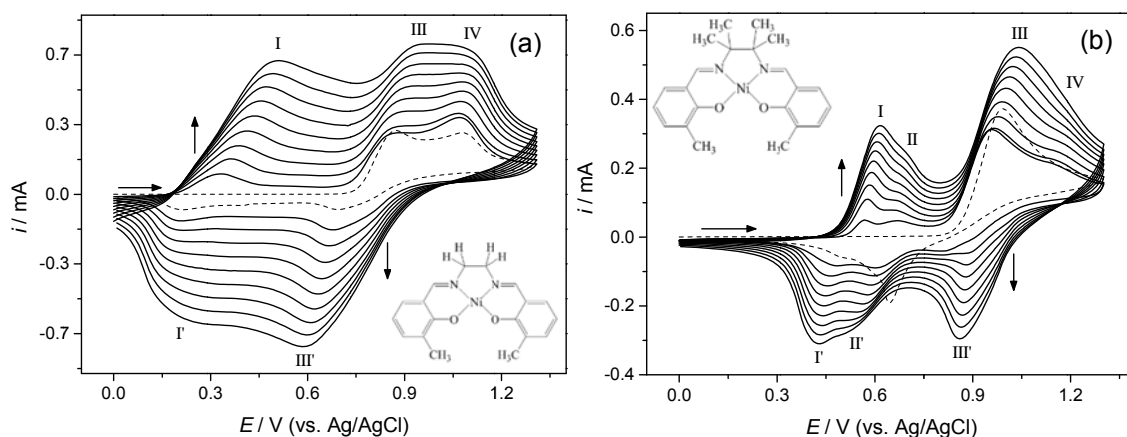 (a)
i / mA
0.7
0.3
0.0
-0.3
-0.7
I
III
IV
I'
III'
H H
H H
N N
Ni
O O
CH₃ H₃C
0.0 0.3 0.6 0.9 1.2
E / V (vs. Ag/AgCl)
(b)
i / mA
0.6
0.4
0.2
0.0
-0.2
-0.4
H₃C CH₃
H₃C CH₃
N N
Ni
O O
CH₃ H₃C
I
II
III
IV
I'
II'
III'
0.0 0.3 0.6 0.9 1.2
E / V (vs. Ag/AgCl)